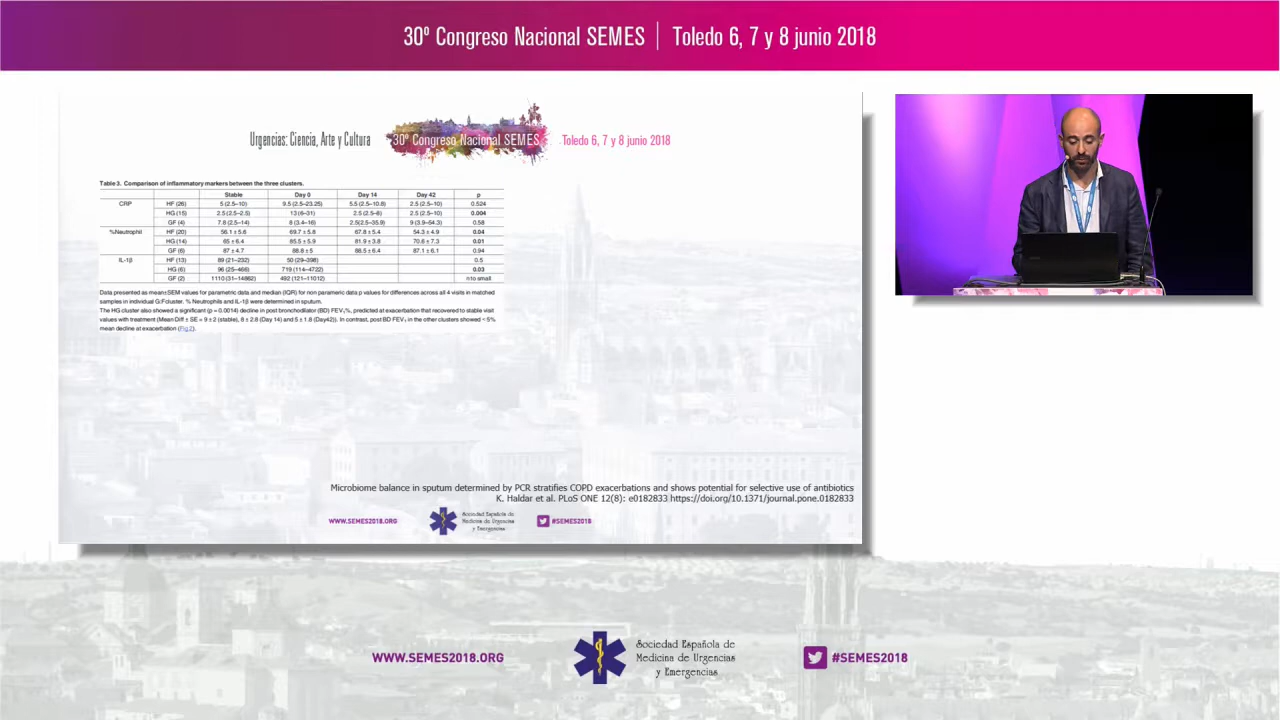 30º Congreso Nacional SEMES | Toledo 6, 7 y 8 junio 2018
Urgencias: Ciencia, Arte y Cultura
30º Congreso Nacional SEMES
Toledo 6, 7 y 8 junio 2018
Table 3. Comparison of inflammatory markers between the three clusters.
Stable Day 0 Day 14 Day 42 p
CRP HF (26) 5 (2.5–10) 9.5 (2.5–23.25) 5.5 (2.5–10.8) 2.5 (2.5–10) 0.524
HG (15) 2.5 (2.5–2.5) 13 (6–31) 2.5 (2.5–8) 2.5 (2.5–10) 0.004
GF (4) 7.8 (2.5–14) 8 (3.4–16) 2.5(2.5–35.9) 9 (3.9–54.3) 0.58
%Neutrophil HF (20) 56.1 ± 5.6 69.7 ± 5.8 67.8 ± 5.4 54.3 ± 4.9 0.04
HG (14) 65 ± 6.4 85.5 ± 5.9 81.9 ± 3.8 70.6 ± 7.3 0.01
GF (6) 87 ± 4.7 88.8 ± 5 88.5 ± 6.4 87.1 ± 6.1 0.94
IL-1β HF (13) 89 (21–232) 50 (29–398) 0.5
HG (6) 96 (25–466) 719 (114–4722) 0.03
GF (2) 1110 (31–14862) 492 (121–11012) n to small
Data presented as mean±SEM values for parametric data and median (IQR) for non parametric data p values for differences across all 4 visits in matched
samples in individual G:Fcluster. % Neutrophils and IL-1β were determined in sputum.
The HG cluster also showed a significant (p = 0.0014) decline in post bronchodilator (BD) FEV₁%, predicted at exacerbation that recovered to stable visit
values with treatment (Mean Diff ± SE = 9 ± 2 (stable), 8 ± 2.8 (Day 14) and 5 ± 1.8 (Day42)). In contrast, post BD FEV₁ in the other clusters showed < 5%
mean decline at exacerbation (Fig 2).
Microbiome balance in sputum determined by PCR stratifies COPD exacerbations and shows potential for selective use of antibiotics
K. Haldar et al. PLoS ONE 12(8): e0182833 https://doi.org/10.1371/journal.pone.0182833
WWW.SEMES2018.ORG
Sociedad Española de
Medicina de Urgencias
y Emergencias
#SEMES2018
WWW.SEMES2018.ORG
Sociedad Española de
Medicina de Urgencias
y Emergencias
#SEMES2018